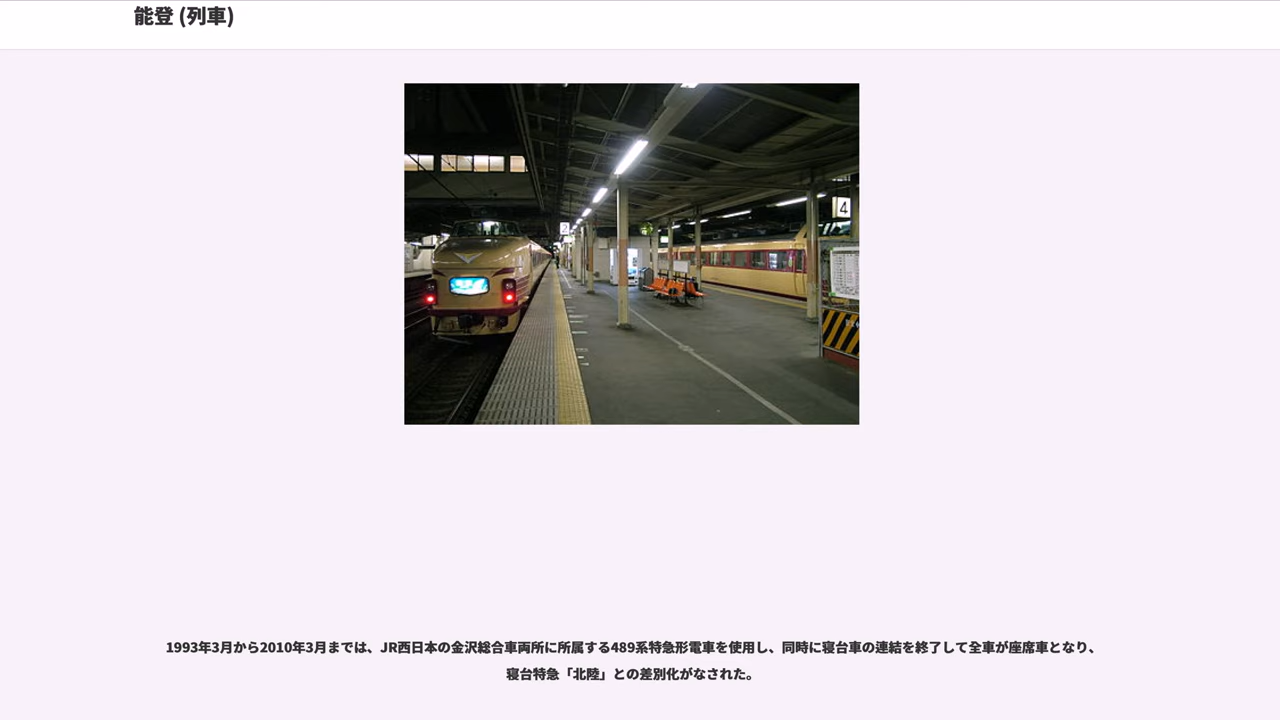 能登 (列車)
2
4
1993年3月から2010年3月までは、JR西日本の金沢総合車両所に所属する489系特急形電車を使用し、同時に寝台車の連結を終了して全車が座席車となり、
寝台特急「北陸」との差別化がなされた。